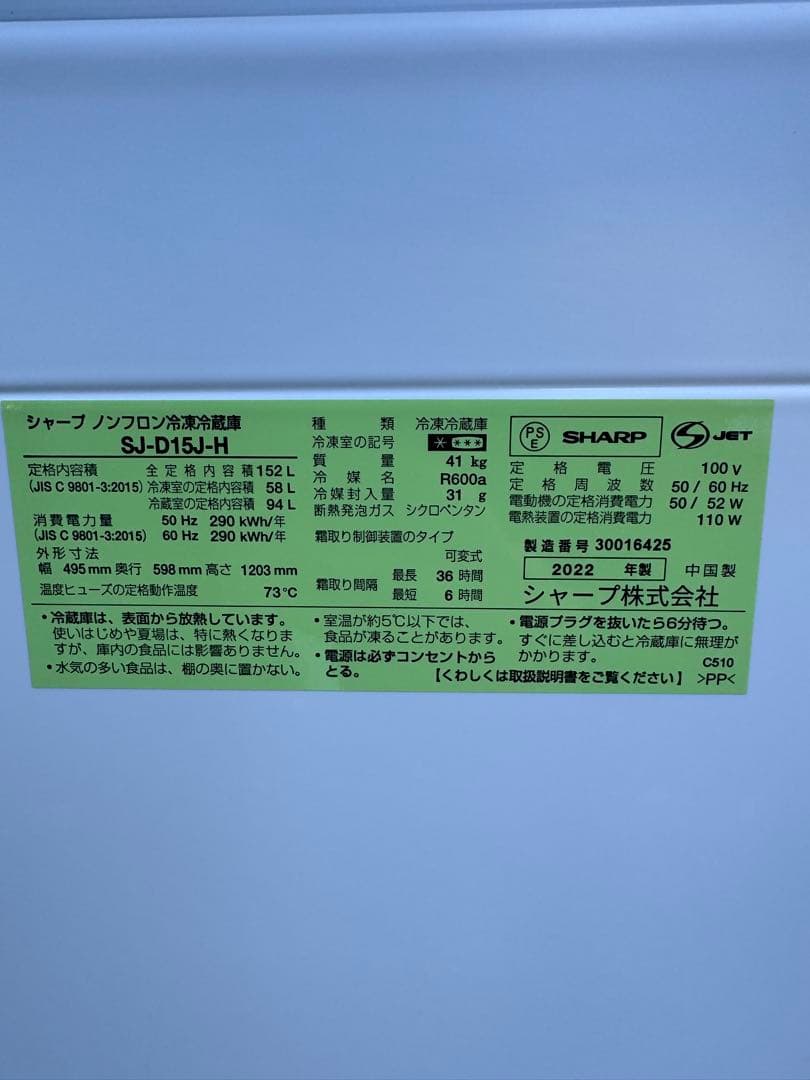 シャープ ノンフロン冷凍冷蔵庫
SJ-D15J-H
定格内容積 全定格内容積 152 L
(JIS C 9801-3:2015) 冷凍室の定格内容積 58 L
冷蔵室の定格内容積 94 L
消費電力量 50 Hz 290 kWh/年
(JIS C 9801-3:2015) 60 Hz 290 kWh/年
外形寸法
幅 495 mm 奥行 598 mm 高さ 1203 mm
温度ヒューズの定格動作温度 73℃
種類 冷凍冷蔵庫
冷凍室の記号 * ***
質量 41 kg
冷媒名 R600a
冷媒封入量 31 g
断熱発泡ガス シクロペンタン
霜取り制御装置のタイプ
可変式
霜取り間隔 最長 36 時間
最短 6 時間
PSE SHARP JET
定格電圧 100 V
定格周波数 50 / 60 Hz
電動機の定格消費電力 50 / 52 W
電熱装置の定格消費電力 110 W
製造番号 30016425
2022 年製 中国製
シャープ株式会社
・冷蔵庫は、表面から放熱しています。
使いはじめや夏場は、特に熱くなりま
すが、庫内の食品には影響ありません。
・水気の多い食品は、棚の奥に置かない。
・室温が約5℃以下では、
食品が凍ることがあります。
・電源は必ずコンセントから
とる。
・電源プラグを抜いたら6分待つ。
すぐに差し込むと冷蔵庫に無理が
かかります。
C510
【くわしくは取扱説明書をご覧ください】 >PP<